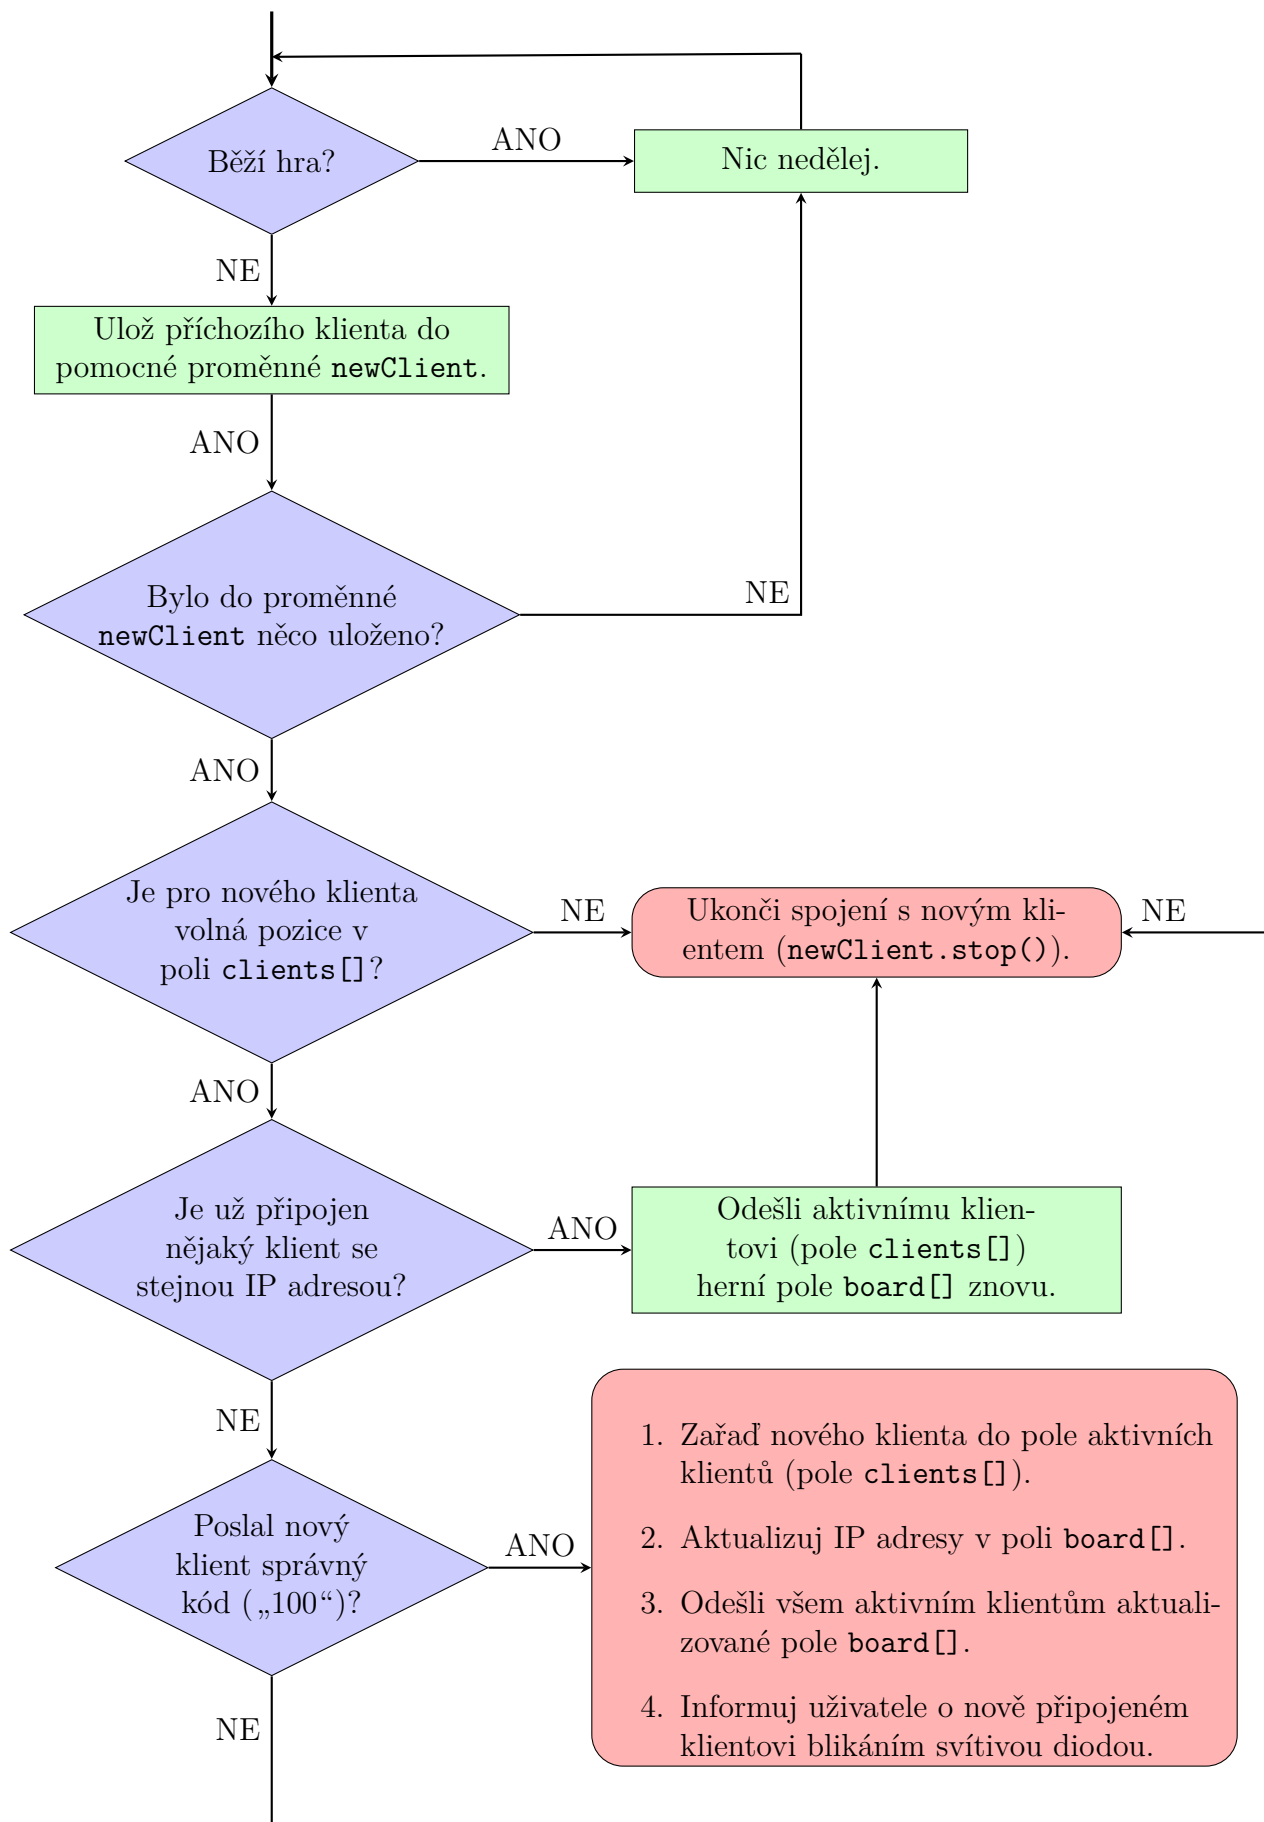 Běží hra?
ANO
Nic nedělej.
NE
Ulož příchozího klienta do
pomocné proměnné newClient.
ANO
Bylo do proměnné
newClient něco uloženo?
NE
ANO
Je pro nového klienta
volná pozice v
poli clients[]?
NE
Ukonči spojení s novým kli-
entem (newClient.stop()).
NE
ANO
Je už připojen
nějaký klient se
stejnou IP adresou?
ANO
Odešli aktivnímu klien-
tovi (pole clients[])
herní pole board[] znovu.
NE
Poslal nový
klient správný
kód („100“)?
ANO
1. Zařaď nového klienta do pole aktivních
klientů (pole clients[]).
2. Aktualizuj IP adresy v poli board[].
3. Odešli všem aktivním klientům aktuali-
zované pole board[].
4. Informuj uživatele o nově připojeném
klientovi blikáním svítivou diodou.
NE